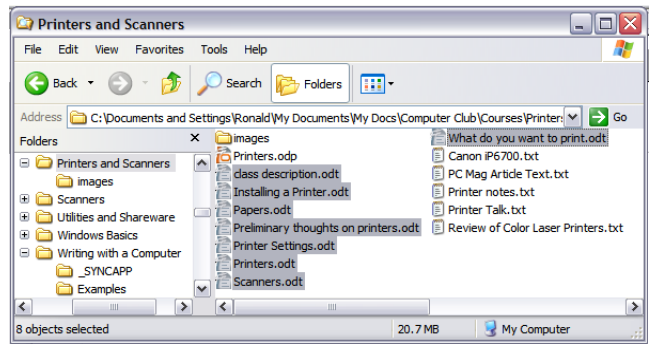 Printers and Scanners
File Edit View Favorites Tools Help
Back Search Folders
Address C:\Documents and Settings\Ronald\My Documents\My Docs\Computer Club\Courses\Printer: Go
Folders
Printers and Scanners
images
Scanners
Utilities and Shareware
Windows Basics
Writing with a Computer
_SYNCAPP
Examples
images
Printers.odp
class description.odt
Installing a Printer.odt
Papers.odt
Preliminary thoughts on printers.odt
Printer Settings.odt
Printers.odt
Scanners.odt
What do you want to print.odt
Canon iP6700.txt
PC Mag Article Text.txt
Printer notes.txt
Printer Talk.txt
Review of Color Laser Printers.txt
8 objects selected 20.7 MB My Computer